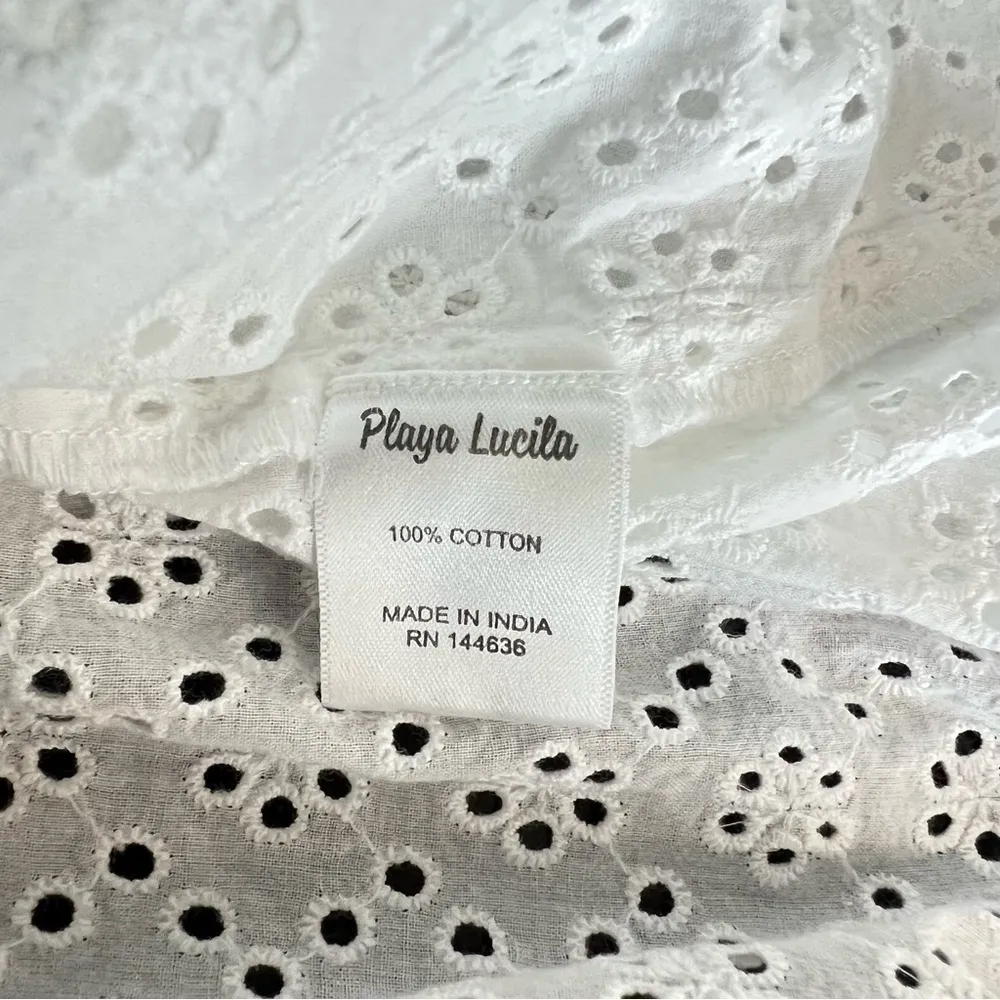 Playa Lucila
100% COTTON
MADE IN INDIA
RN 144636